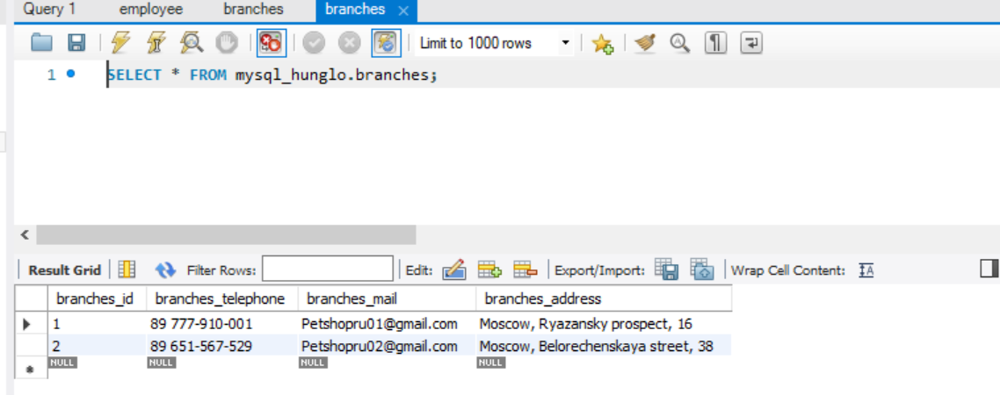 Query 1 employee branches branches
Limit to 1000 rows
1 SELECT * FROM mysql_hunglo.branches;
Result Grid Filter Rows: Edit: Export/Import: Wrap Cell Content: IA
branches_id branches_telephone branches_mail branches_address
1 89 777-910-001 Petshopru01@gmail.com Moscow, Ryazansky prospect, 16
2 89 651-567-529 Petshopru02@gmail.com Moscow, Belorechenskaya street, 38
NULL NULL NULL NULL